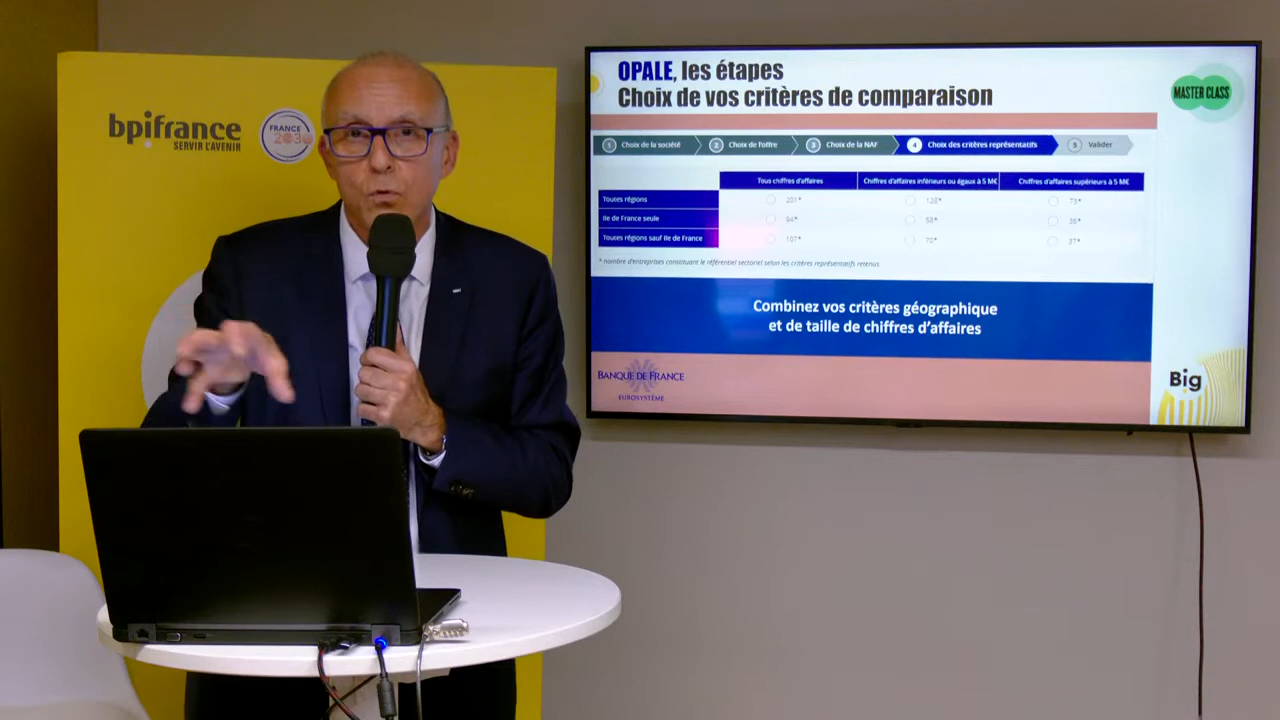 bpifrance
SERVIR L'AVENIR
FRANCE
2030
OPALE, les étapes
Choix de vos critères de comparaison
MASTER CLASS
1 Choix de la société
2 Choix de l'offre
3 Choix de la NAF
4 Choix des critères représentatifs
5 Valider
Tous chiffres d'affaires
Chiffres d'affaires inférieurs ou égaux à 5 M€
Chiffres d'affaires supérieurs à 5 M€
Toutes régions 201* 128* 73*
Ile de France seule 94* 58* 36*
Toutes régions sauf Ile de France 107* 70* 37*
* nombre d'entreprises constituant le référentiel sectoriel selon les critères représentatifs retenus
Combinez vos critères géographique
et de taille de chiffres d'affaires
BANQUE DE FRANCE
EUROSYSTÈME
Big